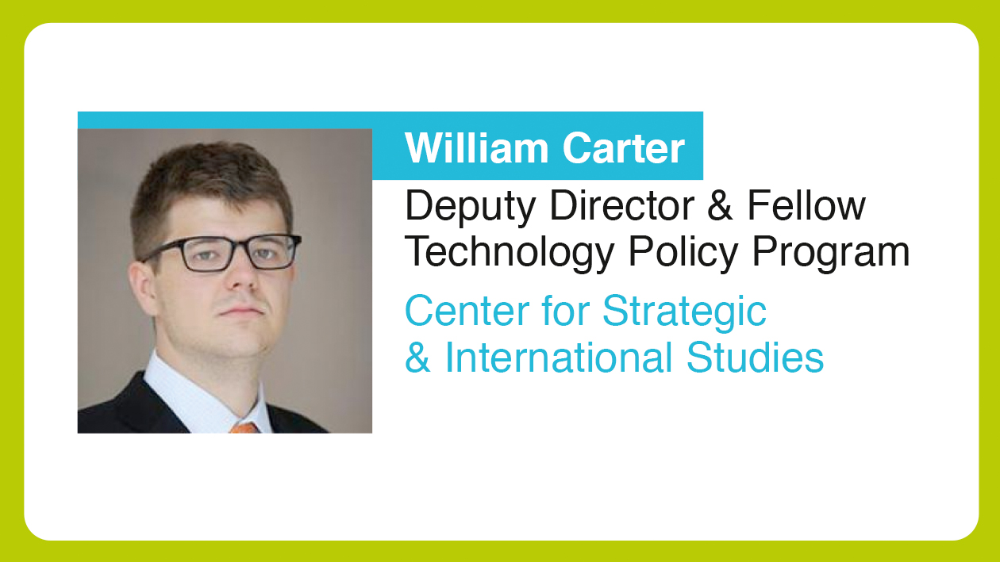 William Carter
Deputy Director & Fellow
Technology Policy Program
Center for Strategic
& International Studies